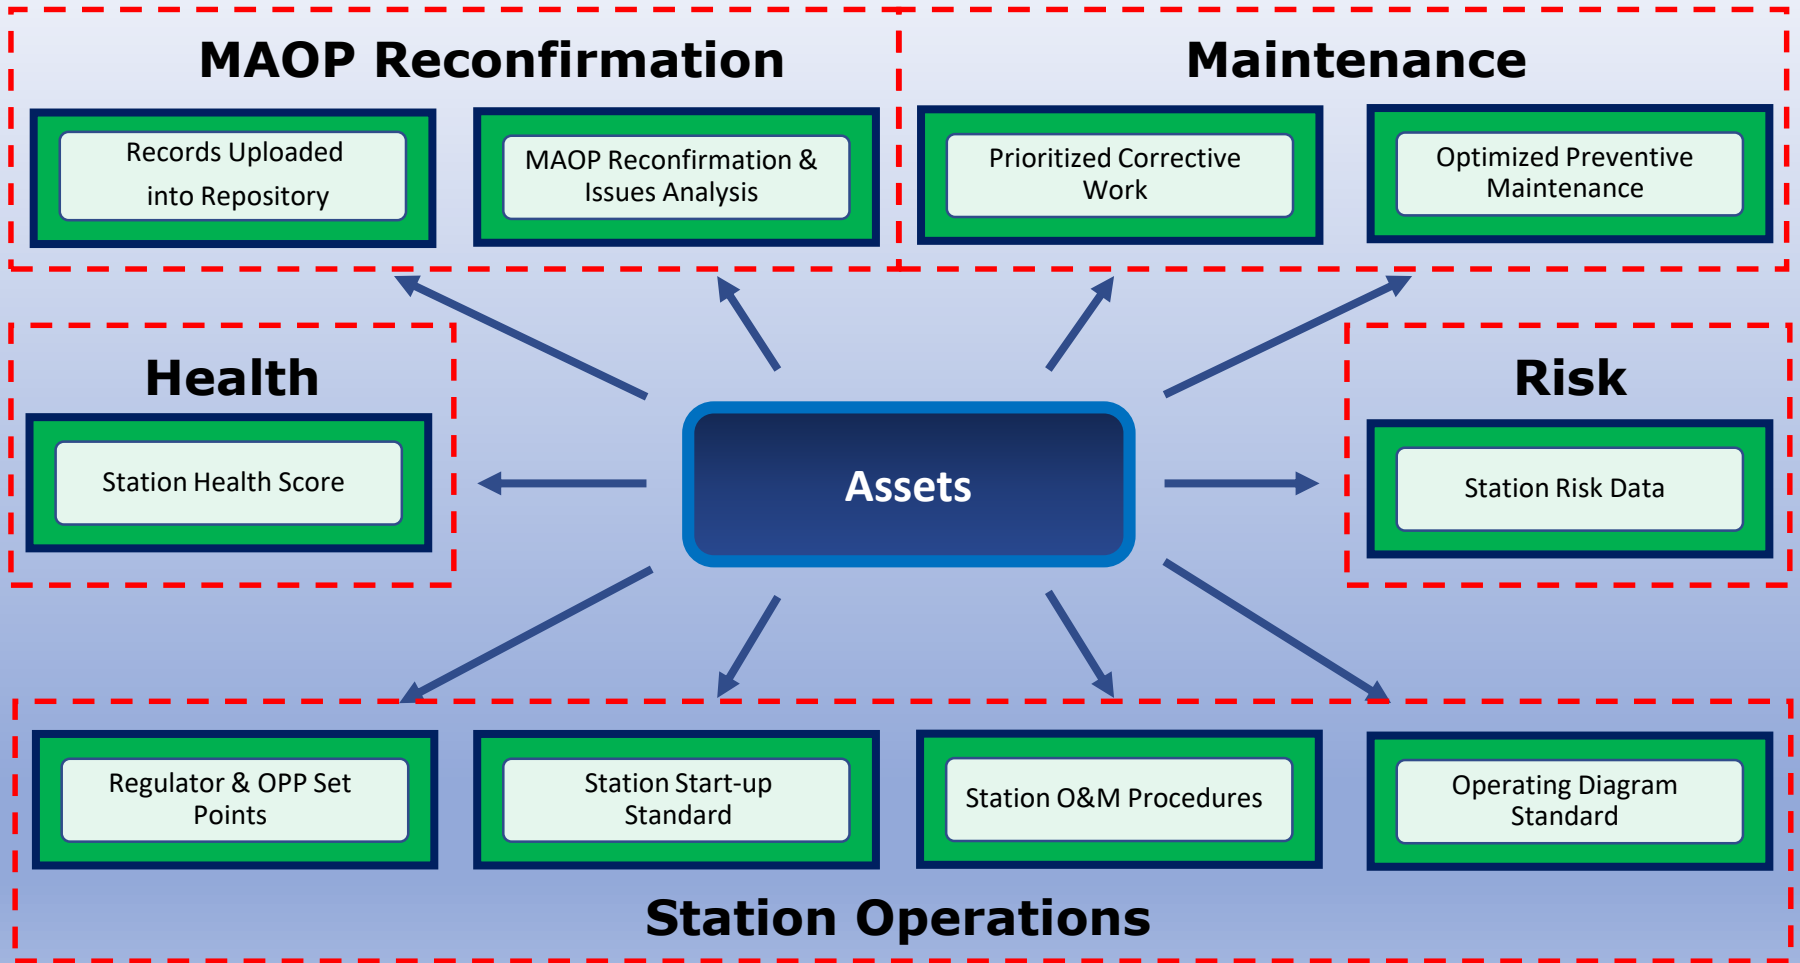 MAOP Reconfirmation
Maintenance
Records Uploaded
into Repository
MAOP Reconfirmation &
Issues Analysis
Prioritized Corrective
Work
Optimized Preventive
Maintenance
Health
Risk
Station Health Score
Assets
Station Risk Data
Regulator & OPP Set
Points
Station Start-up
Standard
Station O&M Procedures
Operating Diagram
Standard
Station Operations